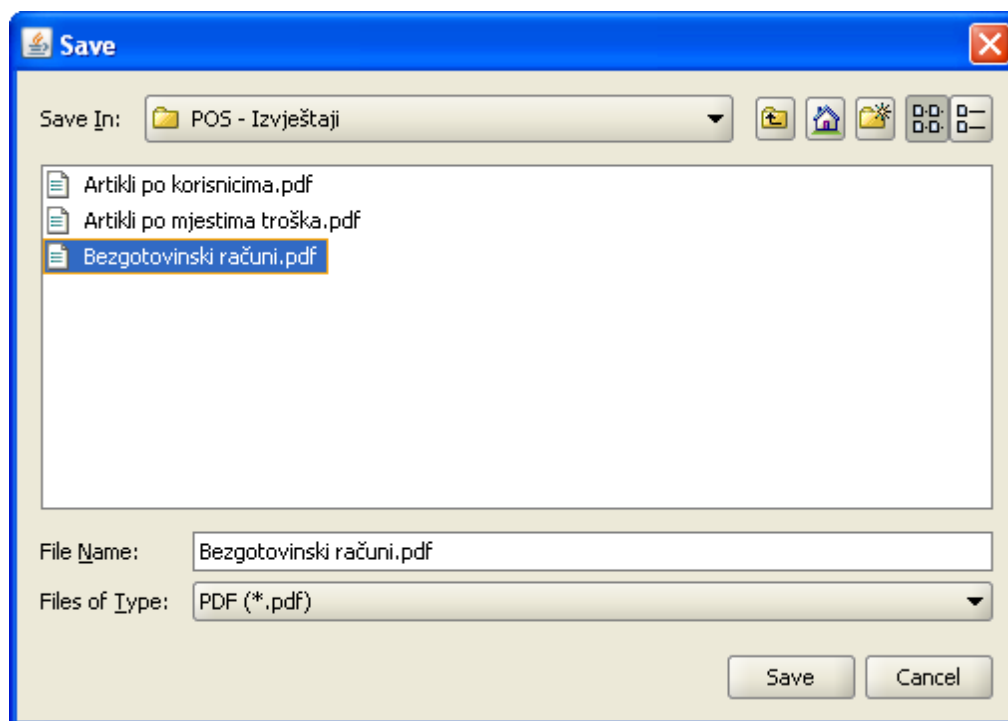 Save
Save In: POS - Izvještaji
Artikli po korisnicima.pdf
Artikli po mjestima troška.pdf
Bezgotovinski računi.pdf
File Name: Bezgotovinski računi.pdf
Files of Type: PDF (*.pdf)
Save Cancel